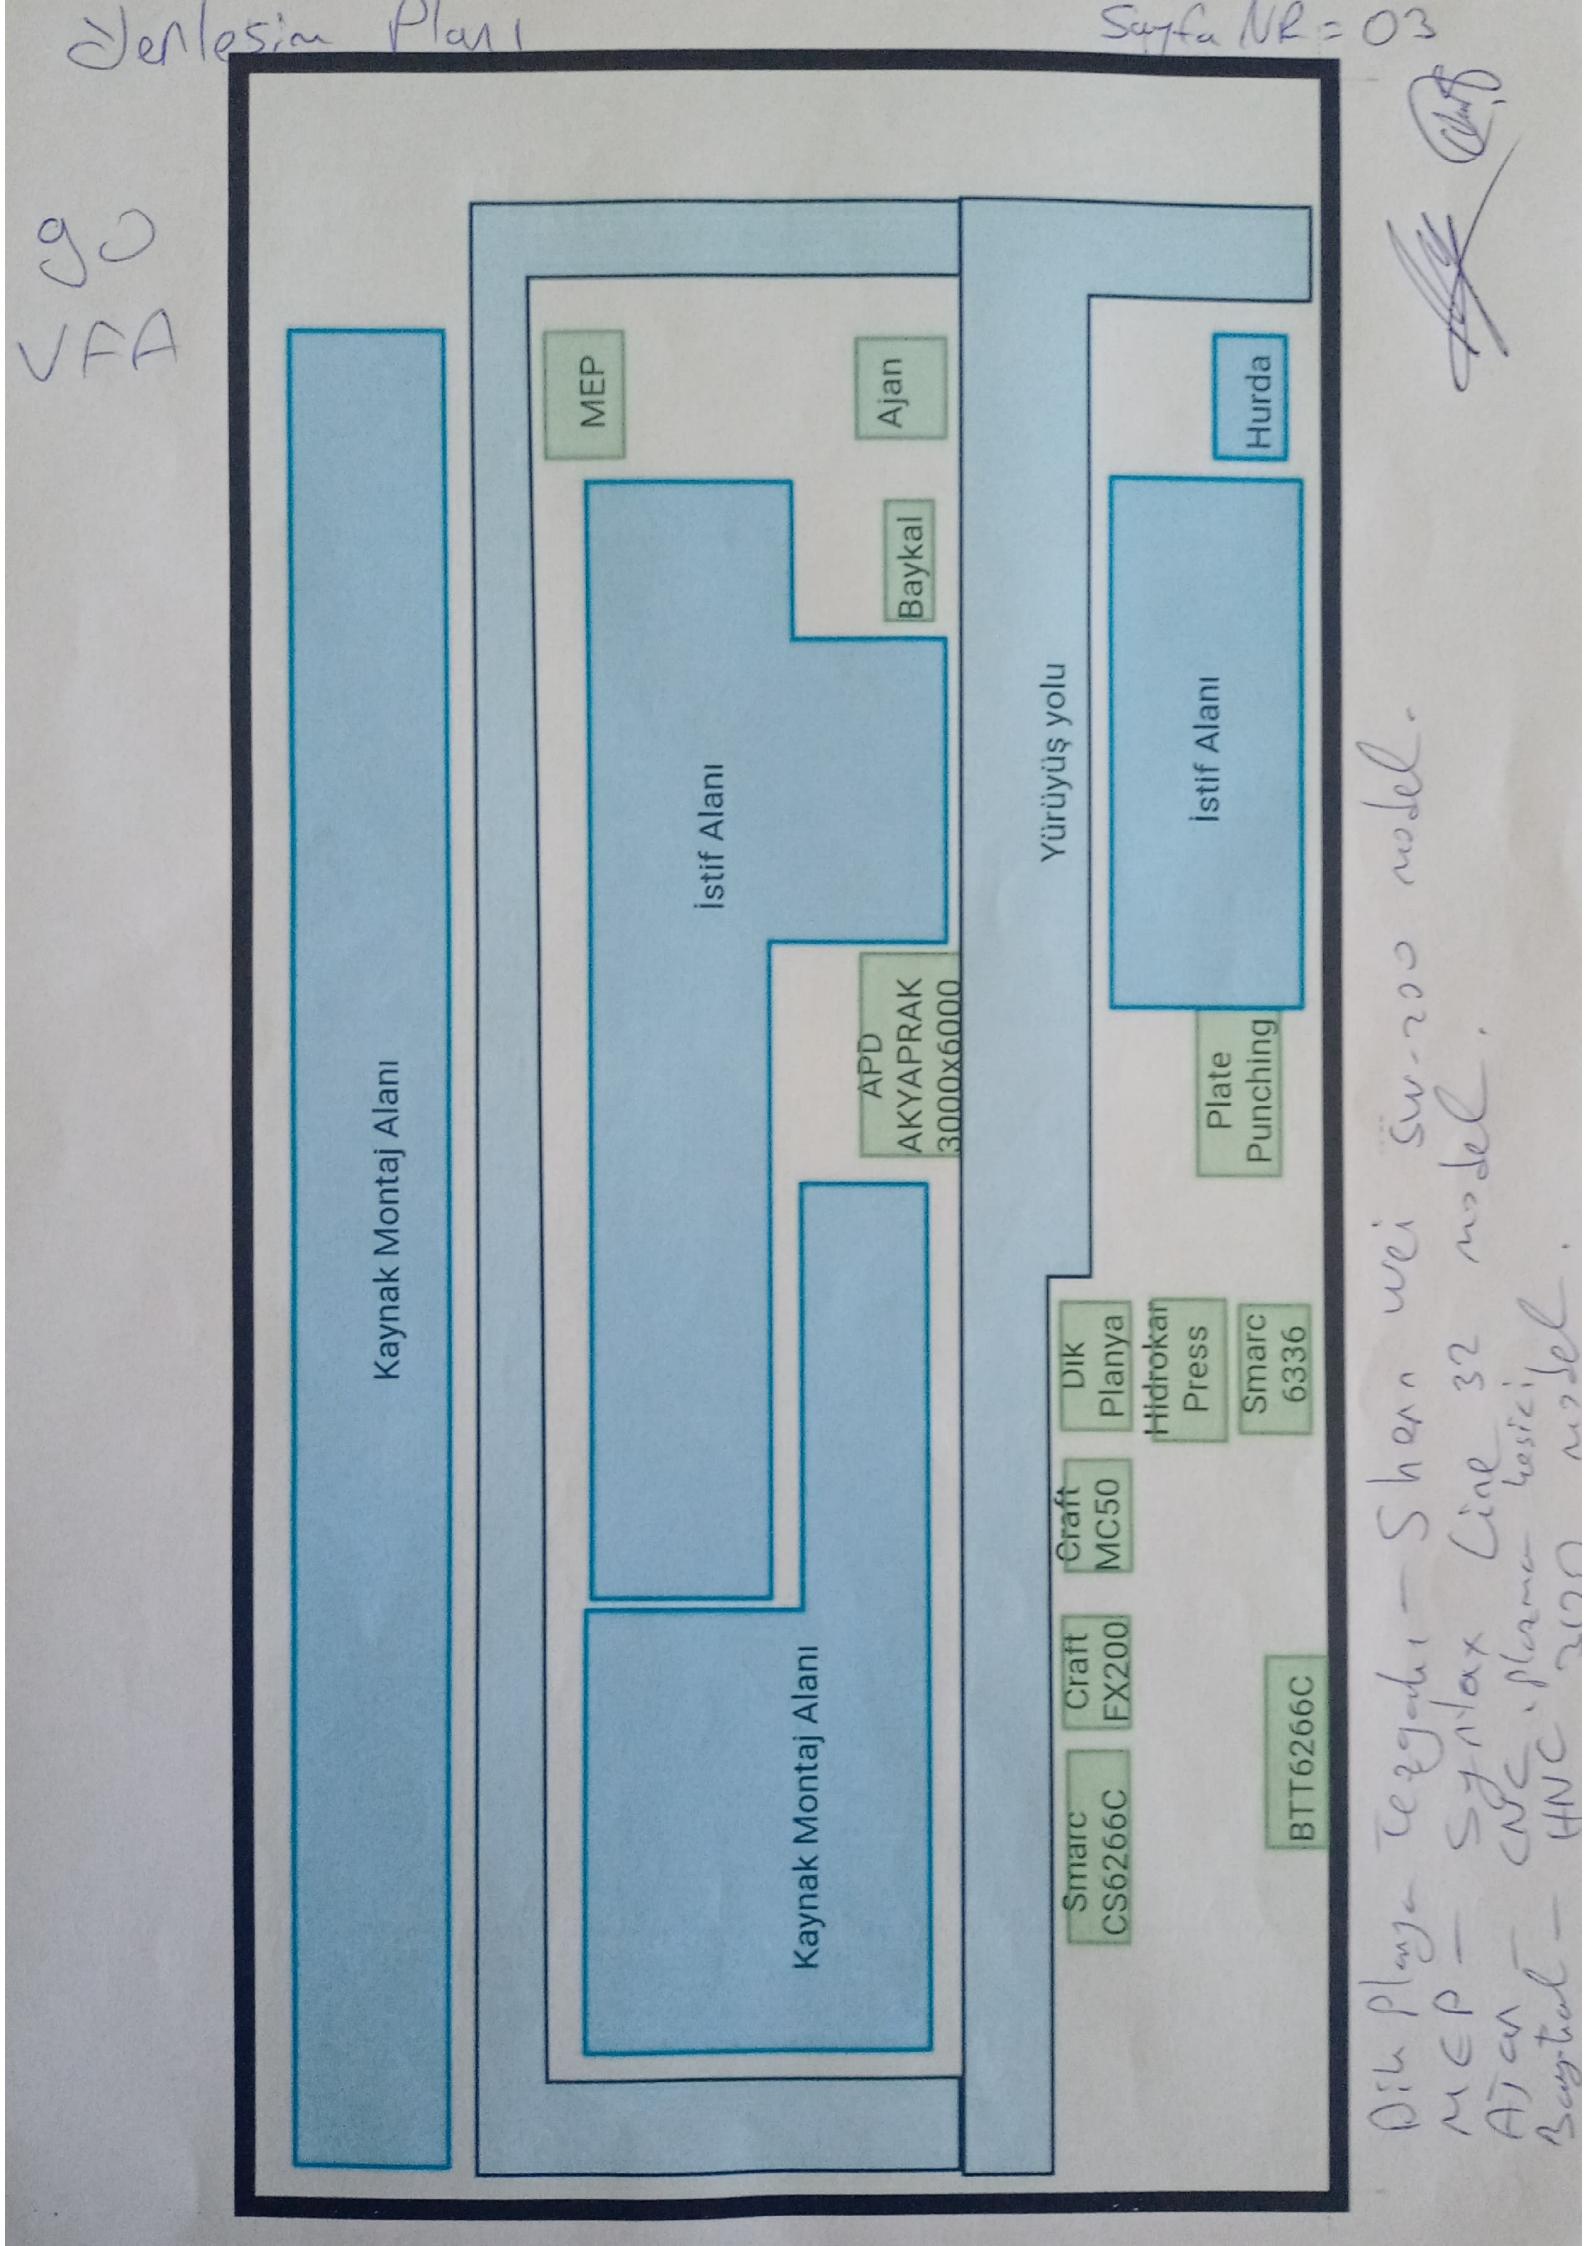 Yerleşim Planı
Sayfa NR = 03
go
VFA
Kaynak Montaj Alanı
MEP
Ajan
Baykal
İstif Alanı
APD
AKYAPRAK
3000x6000
Kaynak Montaj Alanı
Yürüyüş yolu
Hurda
İstif Alanı
Plate
Punching
Dik
Planya
Hidrokar
Press
Smarc
6336
Craft
MC50
Craft
FX200
Smarc
CS6266C
BTT6266C
Dik Planya Tezgahı - Shenn wei SW-200 model.
MEP - Syntax Line 32 model.
Ajan - CNC plazma kesici
Baykal - HNC model.